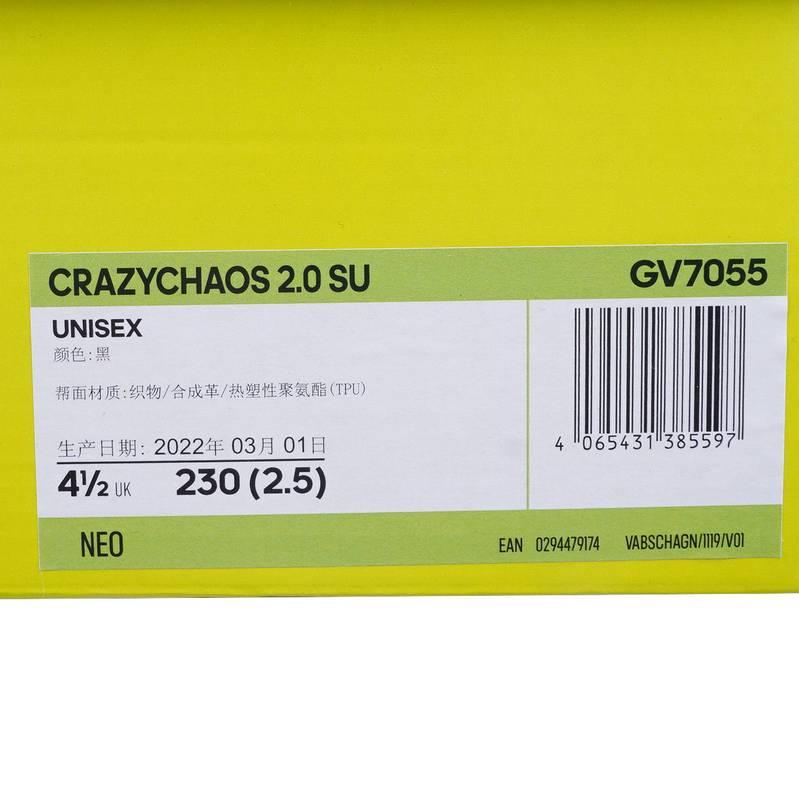 CRAZYCHAOS 2.0 SU GV7055
UNISEX
颜色:黑
帮面材质:织物/合成革/热塑性聚氨酯(TPU)
生产日期: 2022年 03月 01日
4½ UK 230 (2.5)
4 065431 385597
NEO EAN 0294479174 VABSCHAGN/1119/V01